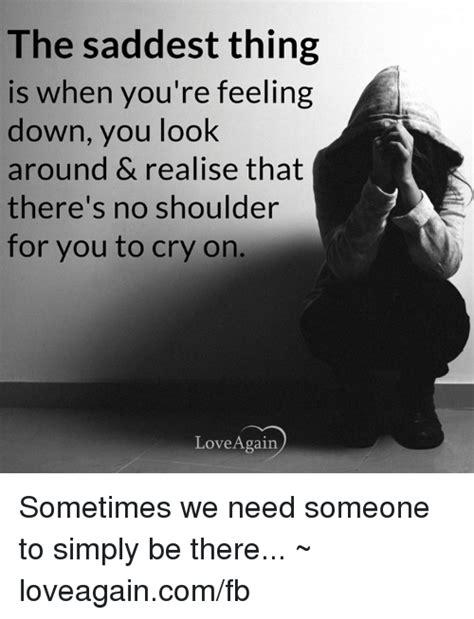 The saddest thing
is when you're feeling
down, you look
around & realise that
there's no shoulder
for you to cry on.
LoveAgain
Sometimes we need someone
to simply be there... ~
loveagain.com/fb